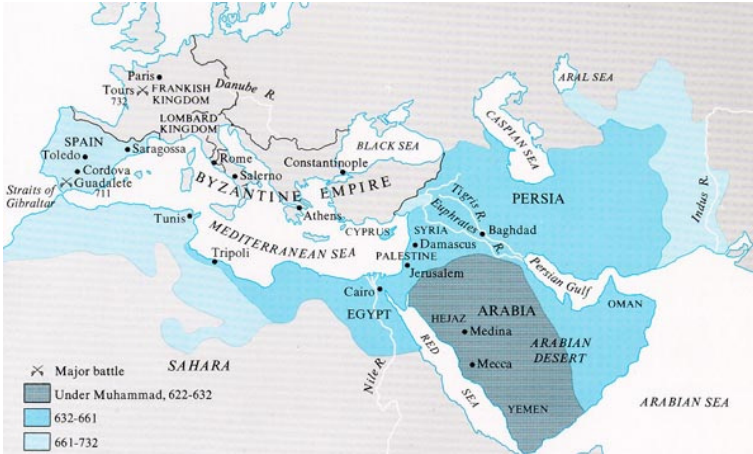 Paris
Tours
732
FRANKISH
KINGDOM
Danube R.
LOMBARD
KINGDOM
ARAL SEA
CASPIAN SEA
BLACK SEA
SPAIN
Toledo
Saragossa
Cordova
Guadalete
711
Straits of
Gibraltar
Rome
Salerno
Constantinople
BYZANTINE EMPIRE
Athens
Tunis
MEDITERRANEAN SEA
Tripoli
CYPRUS
SYRIA
Damascus
PALESTINE
Jerusalem
Tigris R.
Euphrates R.
Baghdad
PERSIA
Indus R.
Persian Gulf
Cairo
EGYPT
ARABIA
HEJAZ
Medina
Mecca
ARABIAN
DESERT
OMAN
YEMEN
RED
SEA
Nile R.
SAHARA
ARABIAN SEA
Major battle
Under Muhammad, 622-632
632-661
661-732